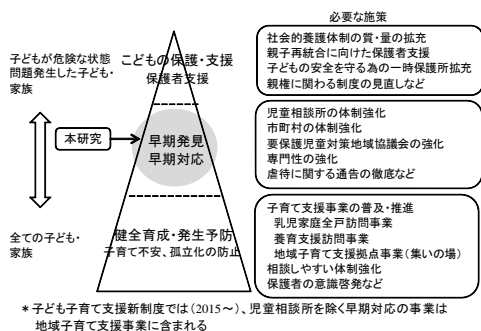 必要な施策
子どもが危険な状態
問題発生した子ども・
家族
こどもの保護・支援
保護者支援
社会的養護体制の質・量の拡充
親子再統合に向けた保護者支援
子どもの安全を守る為の一時保護所拡充
親権に関わる制度の見直しなど
本研究
早期発見
早期対応
児童相談所の体制強化
市町村の体制強化
要保護児童対策地域協議会の強化
専門性の強化
虐待に関する通告の徹底など
全ての子ども・
家族
健全育成・発生予防
子育て不安、孤立化の防止
子育て支援事業の普及・推進
乳児家庭全戸訪問事業
養育支援訪問事業
地域子育て支援拠点事業(集いの場)
相談しやすい体制強化
保護者の意識啓発など
*子ども子育て支援新制度では(2015~)、児童相談所を除く早期対応の事業は
地域子育て支援事業に含まれる